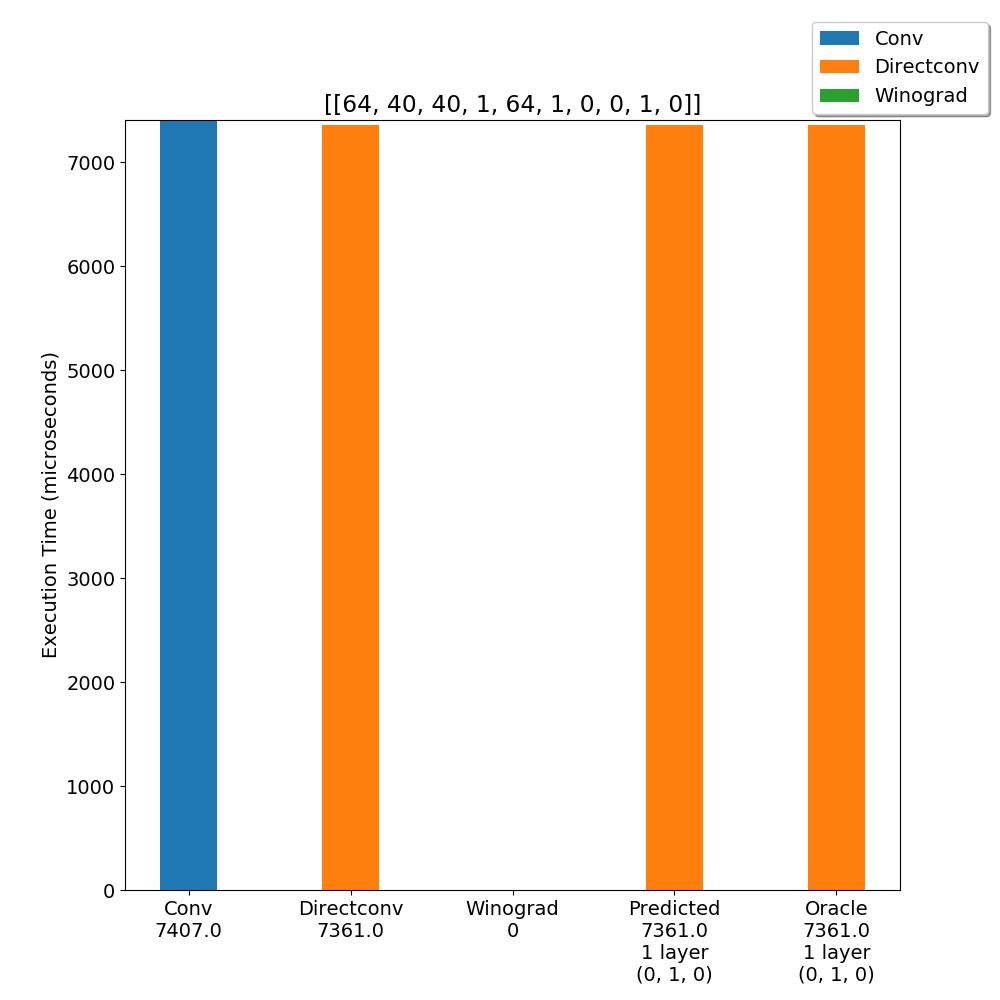 Conv
Directconv
Winograd
[[64, 40, 40, 1, 64, 1, 0, 0, 1, 0]]
Execution Time (microseconds)
7000
6000
5000
4000
3000
2000
1000
0
Conv
7407.0
Directconv
7361.0
Winograd
0
Predicted
7361.0
1 layer
(0, 1, 0)
Oracle
7361.0
1 layer
(0, 1, 0)